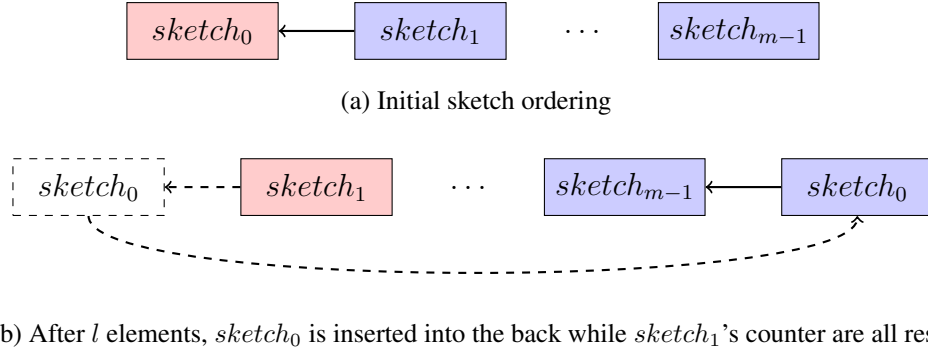 sketch₀ sketch₁ ... sketchₘ₋₁
(a) Initial sketch ordering
sketch₀ sketch₁ ... sketchₘ₋₁ sketch₀
b) After l elements, sketch₀ is inserted into the back while sketch₁'s counter are all res